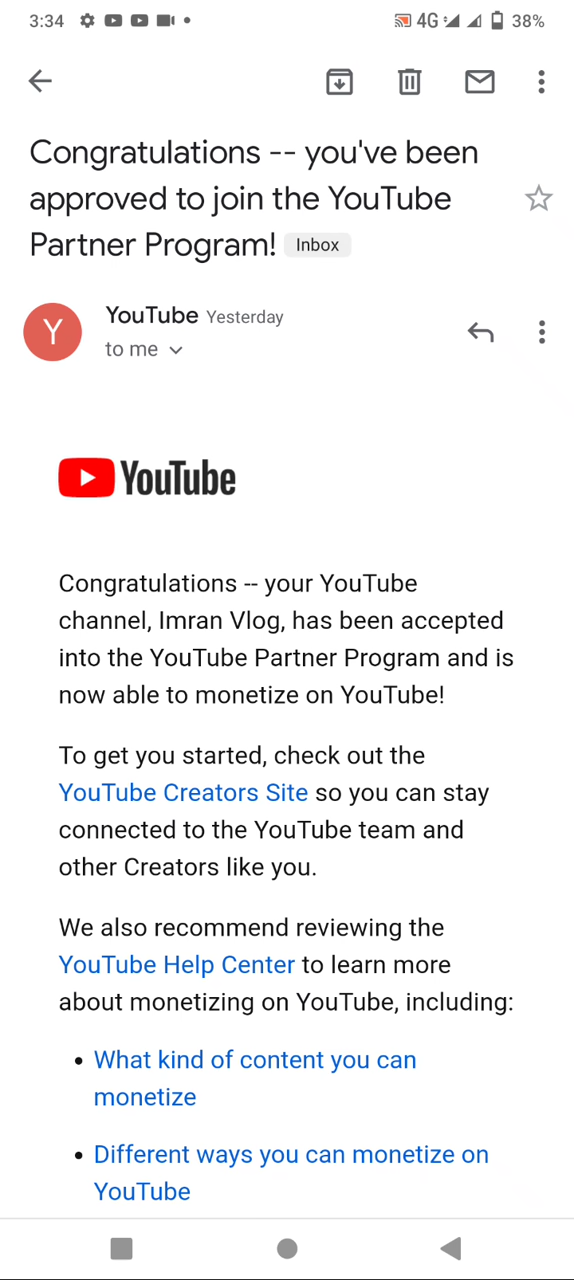 3:34 4G 38%
Congratulations -- you've been
approved to join the YouTube
Partner Program! Inbox
Y
YouTube Yesterday
to me
YouTube
Congratulations -- your YouTube
channel, Imran Vlog, has been accepted
into the YouTube Partner Program and is
now able to monetize on YouTube!
To get you started, check out the
YouTube Creators Site so you can stay
connected to the YouTube team and
other Creators like you.
We also recommend reviewing the
YouTube Help Center to learn more
about monetizing on YouTube, including:
• What kind of content you can
monetize
• Different ways you can monetize on
YouTube